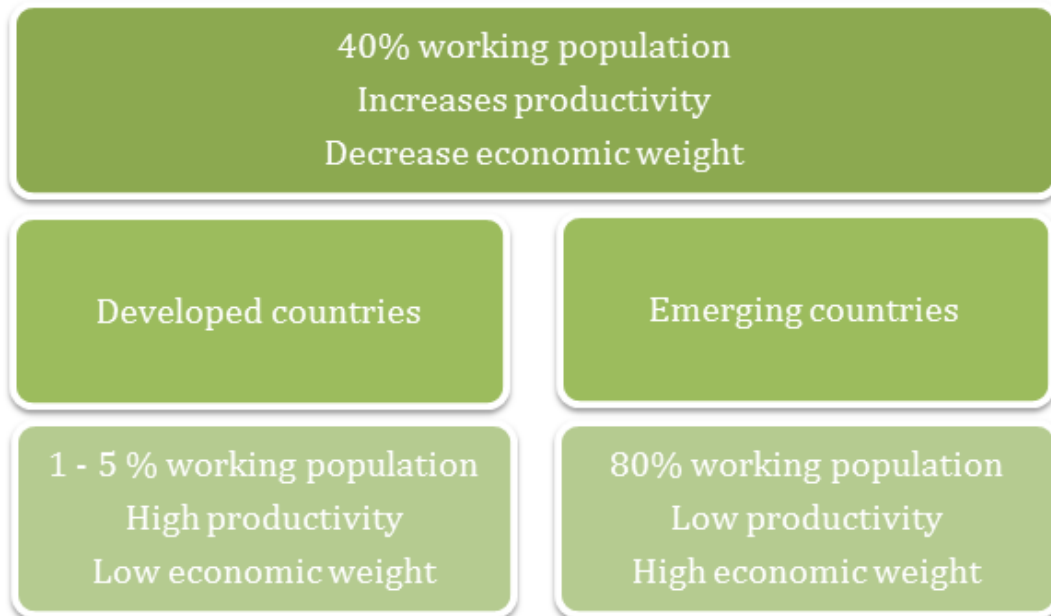 40% working population
Increases productivity
Decrease economic weight
Developed countries
Emerging countries
1 - 5 % working population
High productivity
Low economic weight
80% working population
Low productivity
High economic weight